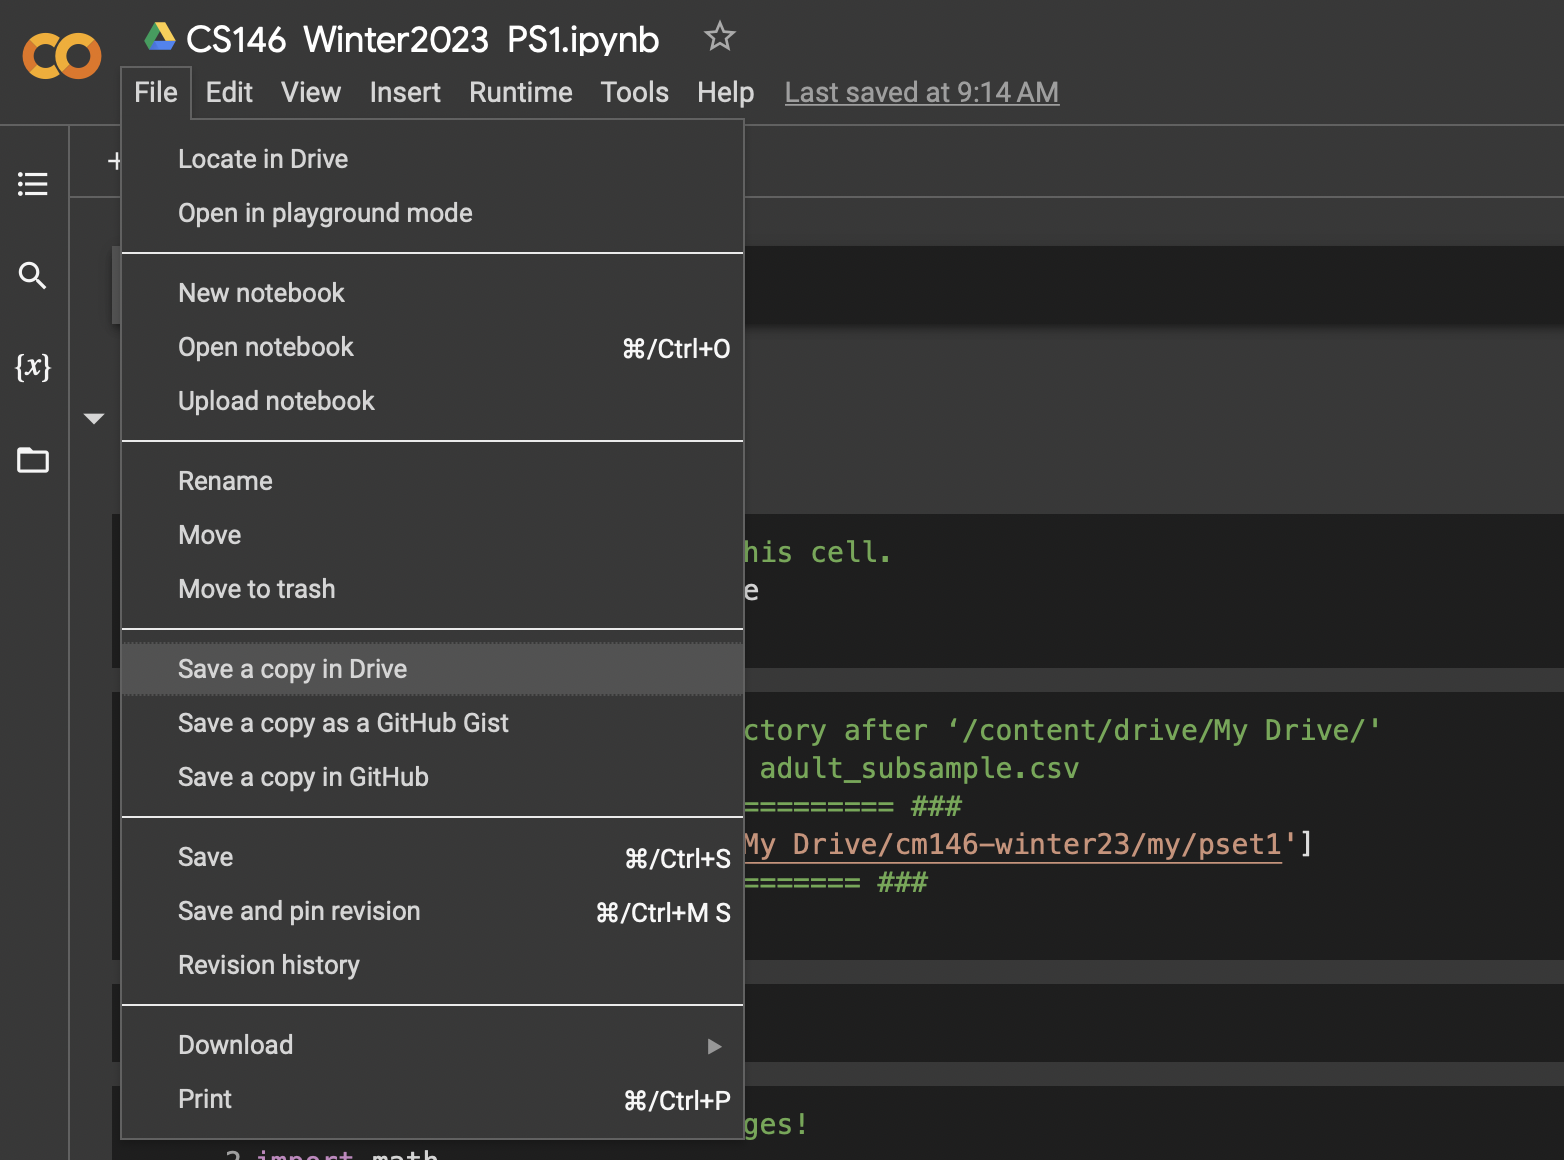 CS146 Winter2023 PS1.ipynb
File Edit View Insert Runtime Tools Help Last saved at 9:14 AM
+
Locate in Drive
Open in playground mode
New notebook
Open notebook ⌘/Ctrl+O
{x}
Upload notebook
Rename
Move
his cell.
Move to trash
e
Save a copy in Drive
Save a copy as a GitHub Gist
ctory after ‘/content/drive/My Drive/'
Save a copy in GitHub
adult_subsample.csv
========= ###
My Drive/cm146-winter23/my/pset1']
Save ⌘/Ctrl+S
======= ###
Save and pin revision ⌘/Ctrl+M S
Revision history
Download
Print ⌘/Ctrl+P
ges!
2 import math